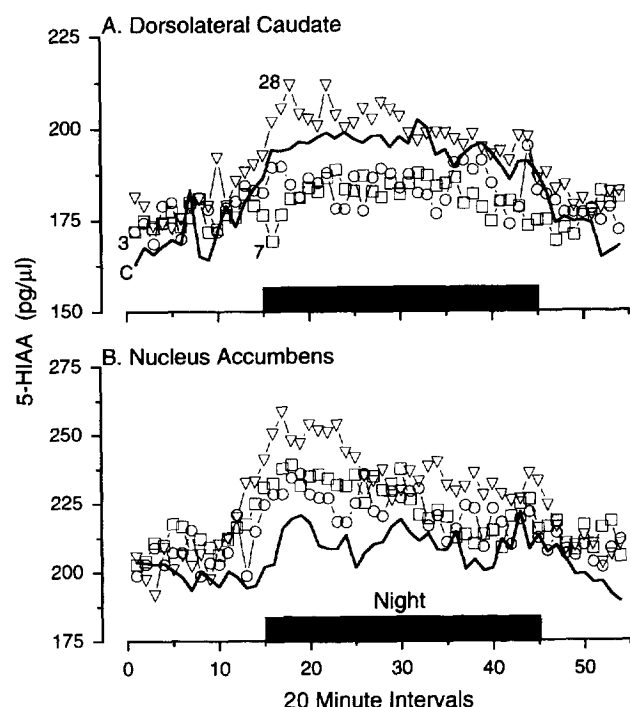 A. Dorsolateral Caudate
225
28
200
175
3
7
C
150
5-HIAA (pg/μl)
B. Nucleus Accumbens
275
250
225
200
Night
175
0 10 20 30 40 50
20 Minute Intervals